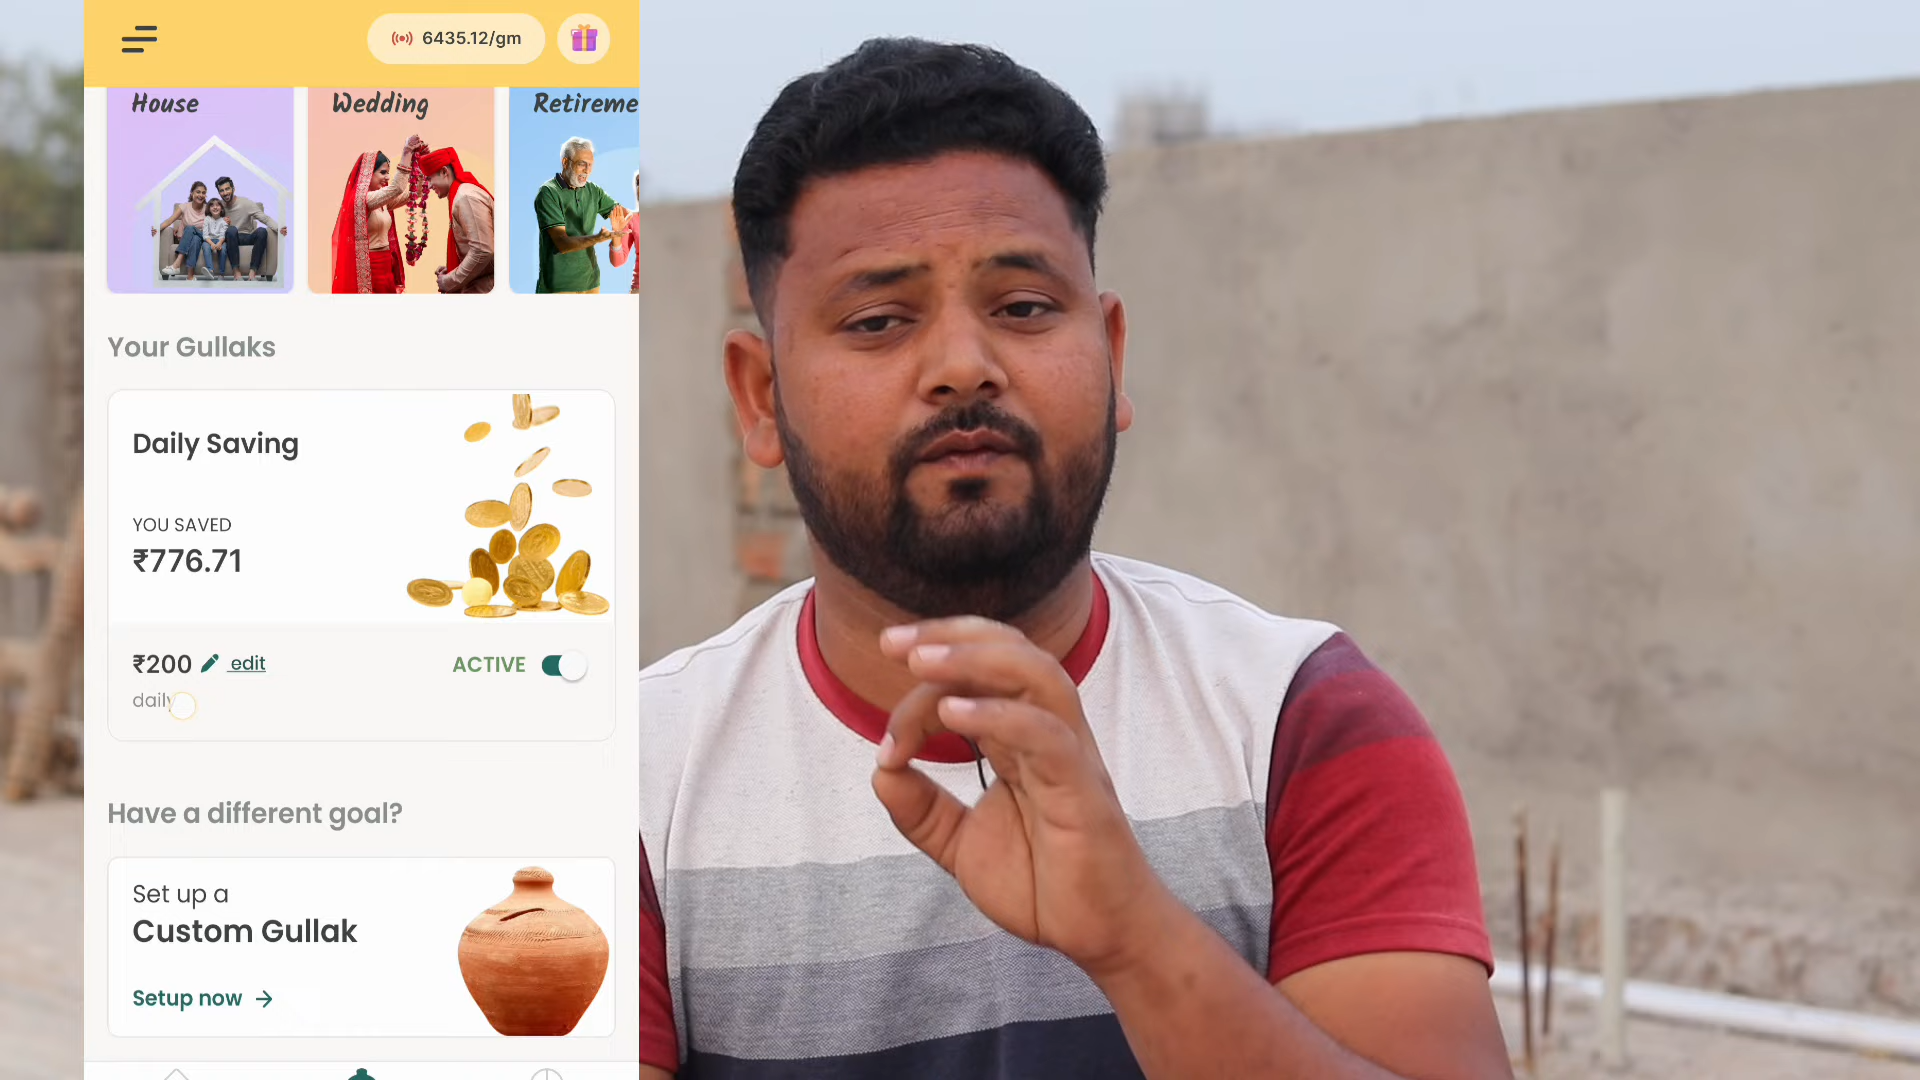 6435.12/gm
House
Wedding
Retireme
Your Gullaks
Daily Saving
YOU SAVED
₹776.71
₹200 edit
ACTIVE
daily
Have a different goal?
Set up a
Custom Gullak
Setup now →